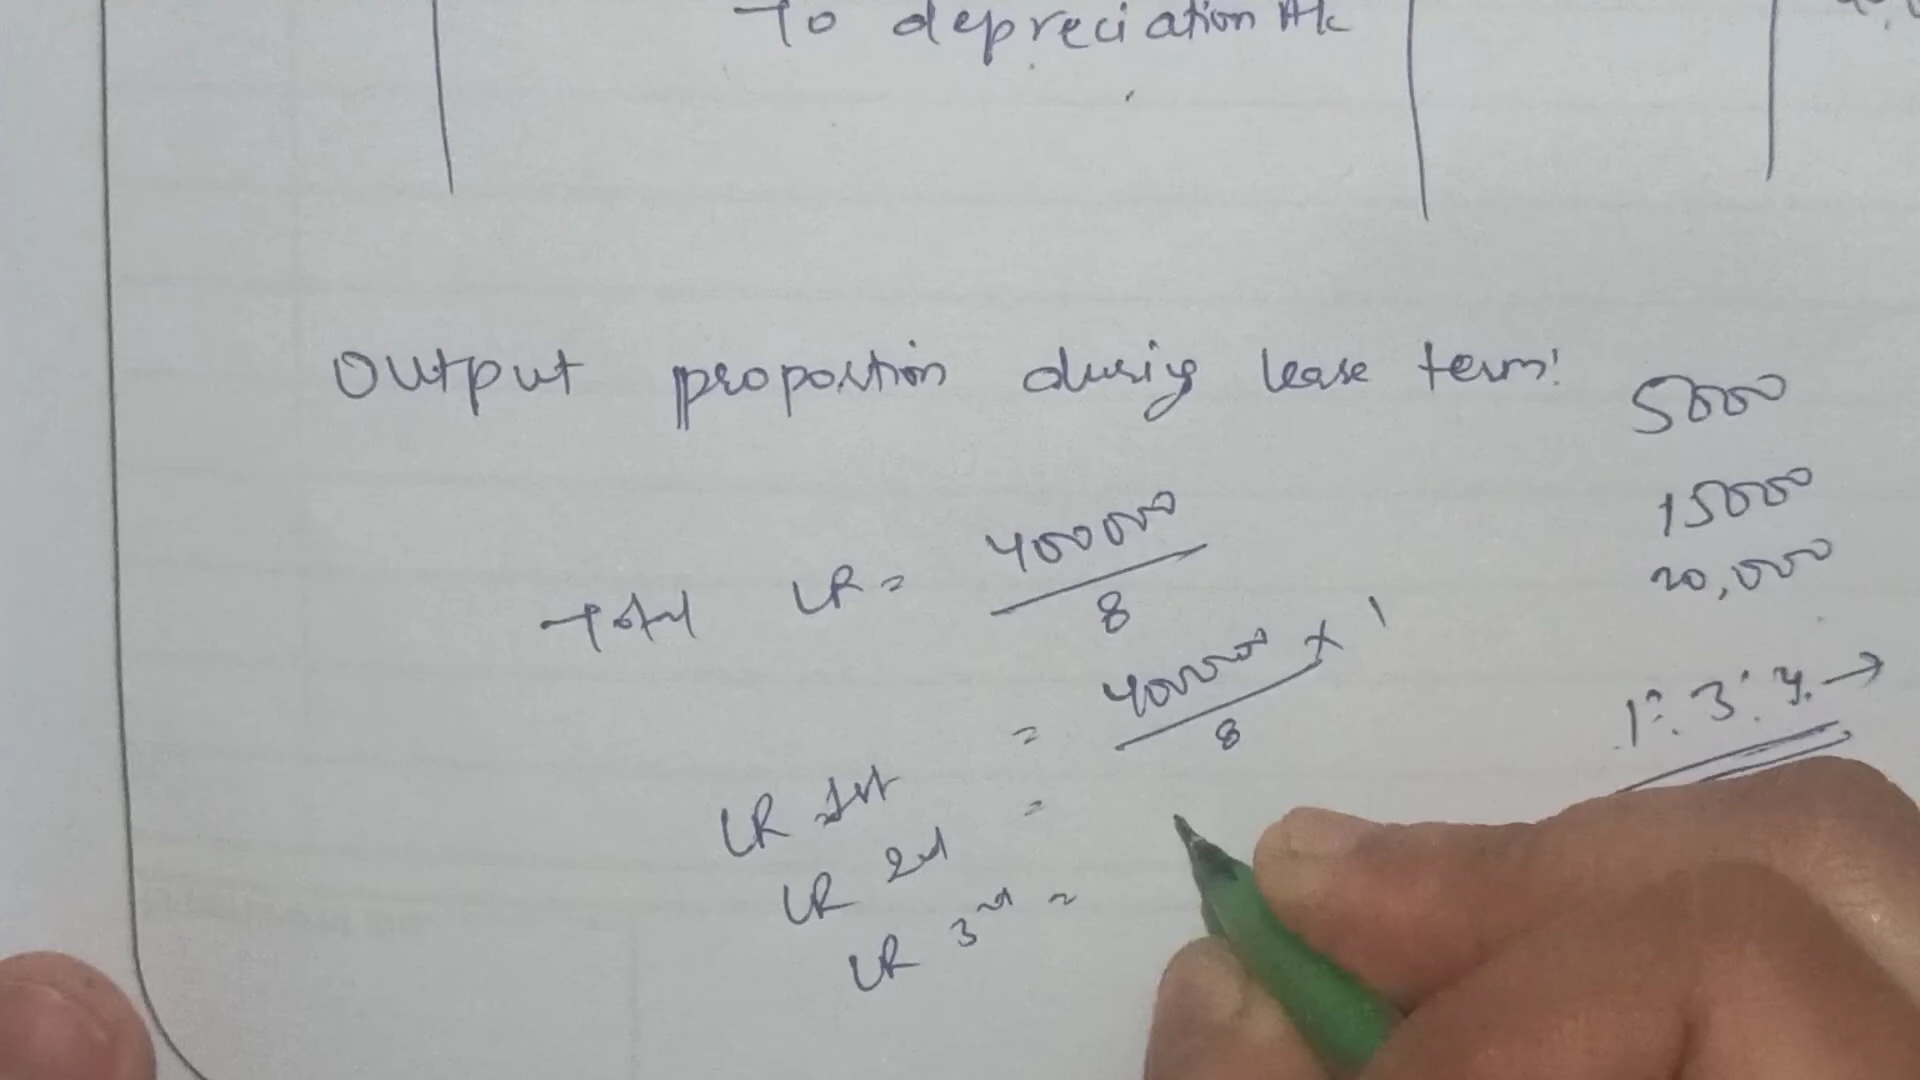 To depreciation A/c
Output proportion during lease term:
5000
15000
20,000
1:3:4 →
Total LR = 400000
8
LR 1st = 400000 x 1
8
LR 2nd =
LR 3rd =